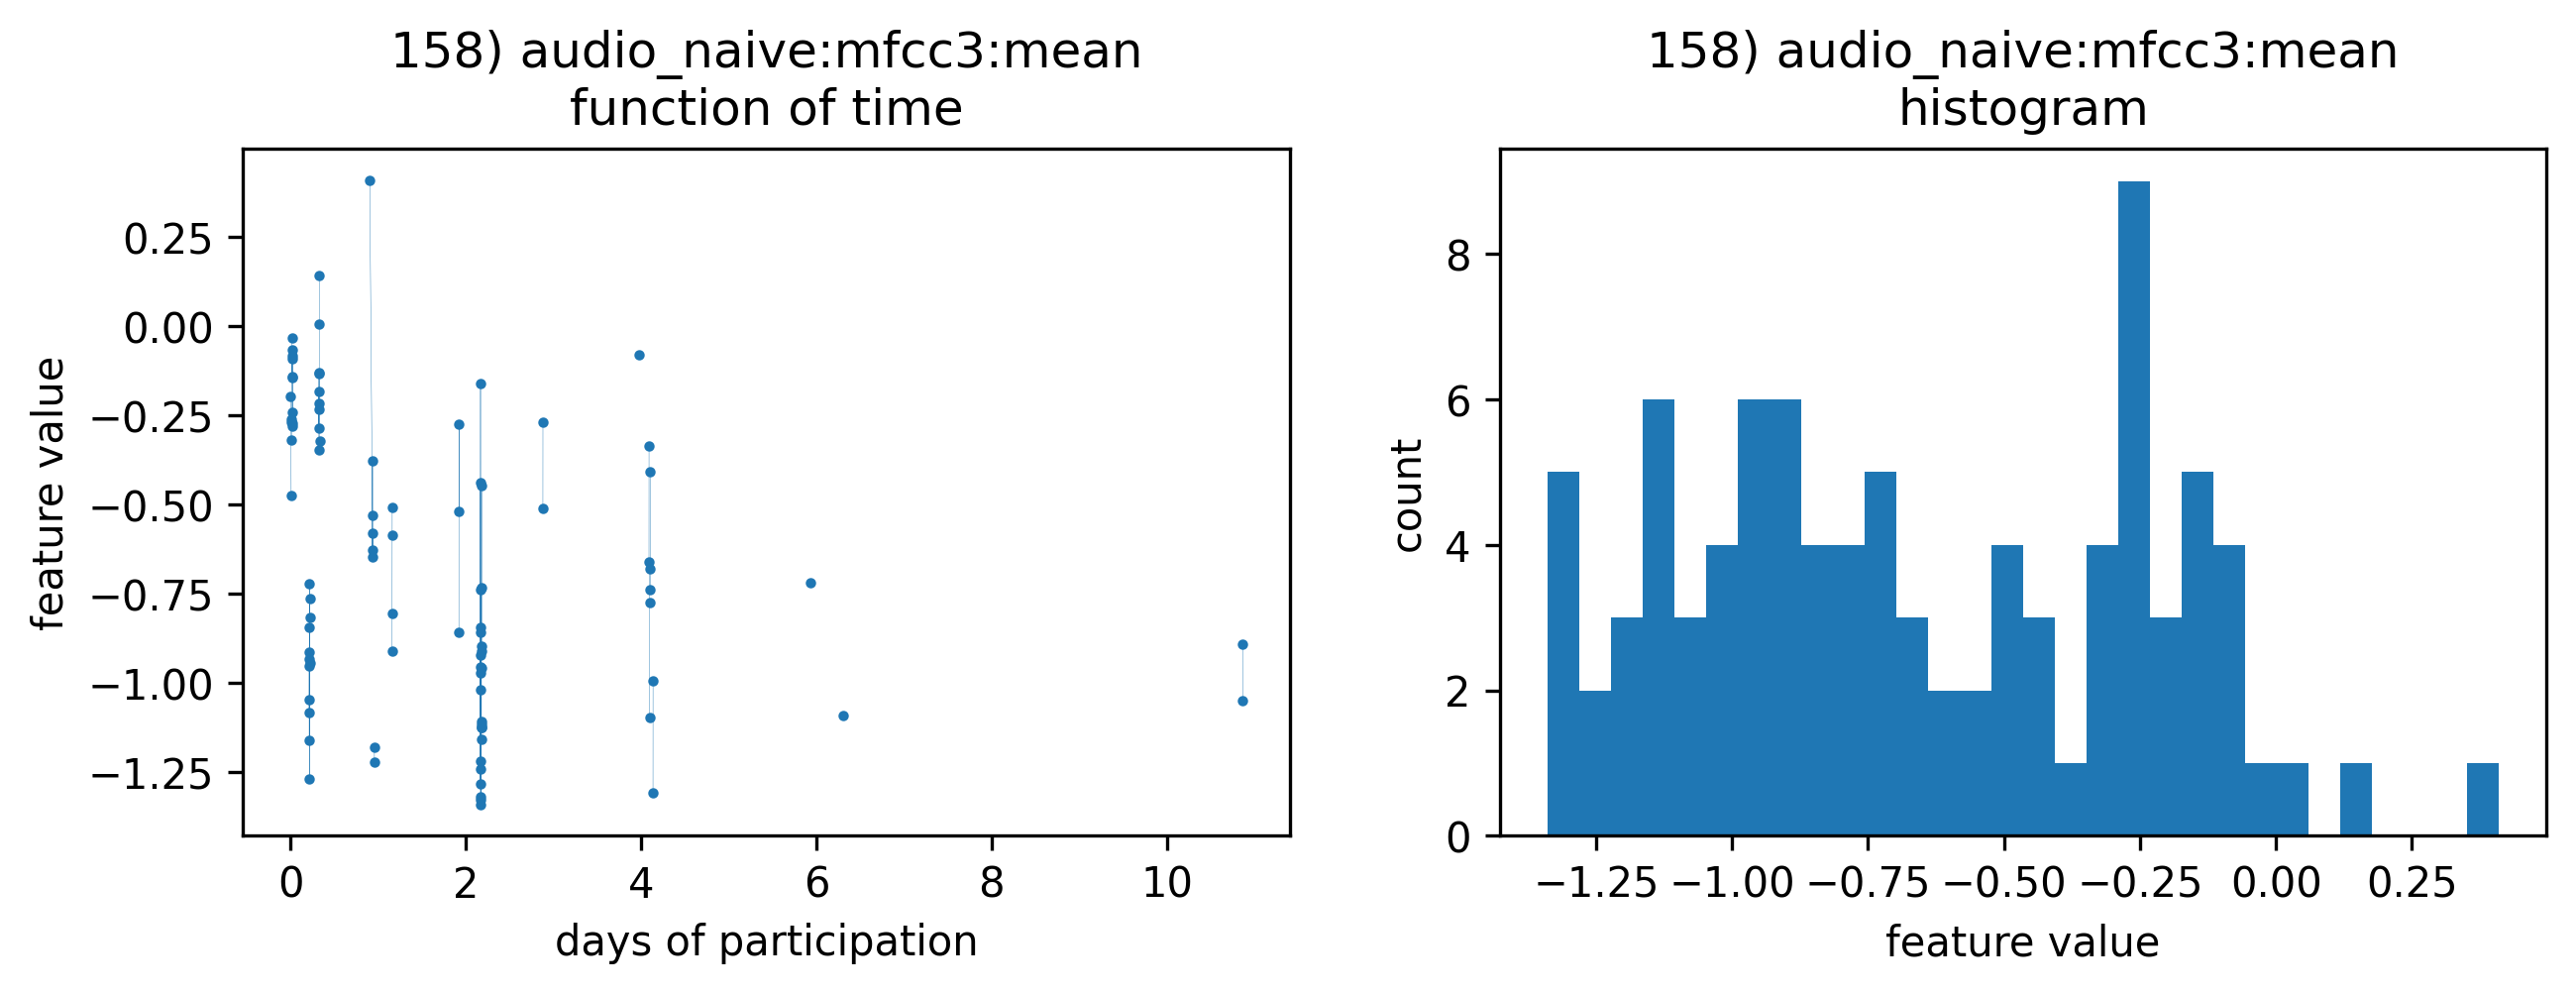 158) audio_naive:mfcc3:mean
function of time
0.25
0.00
−0.25
−0.50
−0.75
−1.00
−1.25
feature value
0 2 4 6 8 10
days of participation
158) audio_naive:mfcc3:mean
histogram
8
6
4
2
0
count
−1.25 −1.00 −0.75 −0.50 −0.25 0.00 0.25
feature value